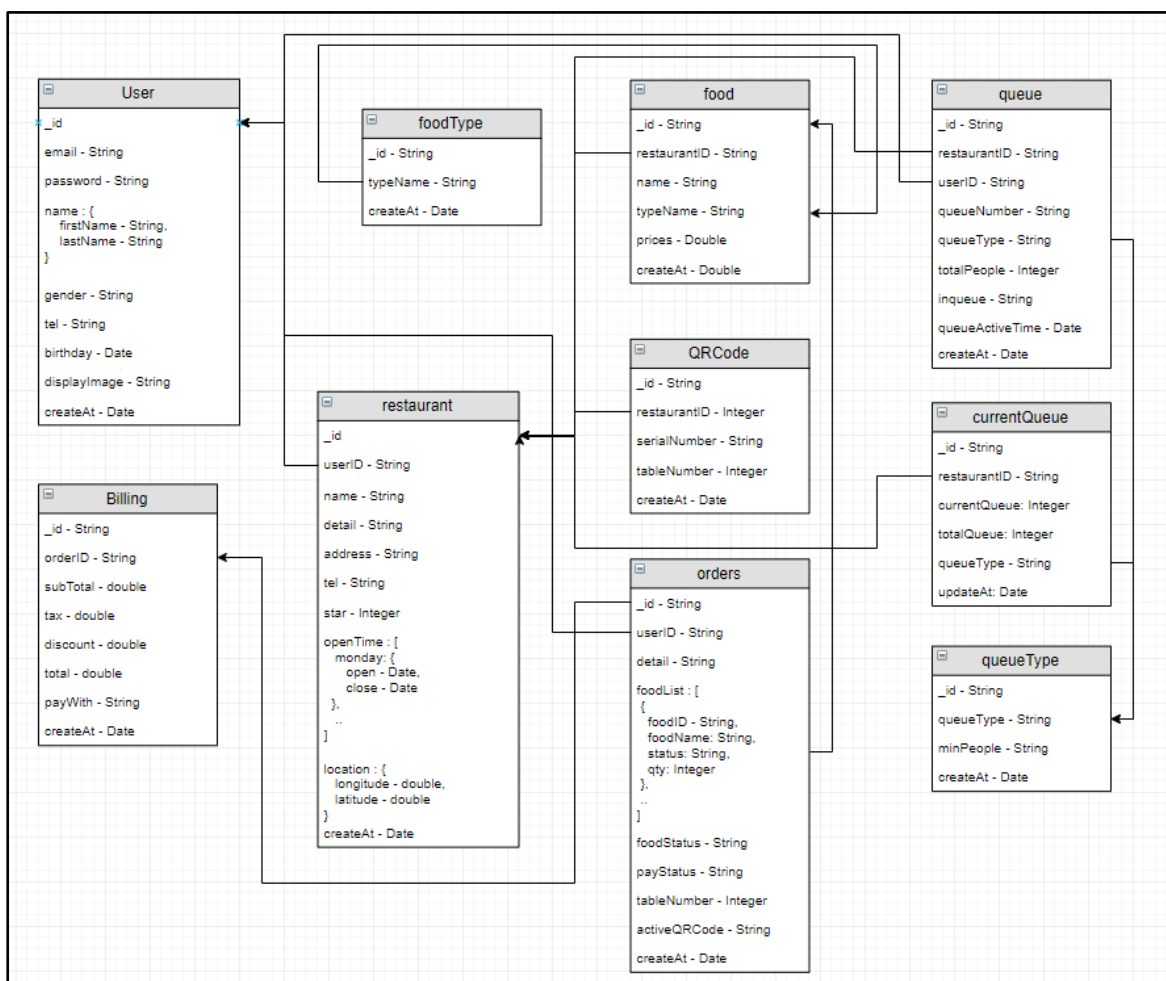 User
_id
email - String
password - String
name : {
firstName - String,
lastName - String
}
gender - String
tel - String
birthday - Date
displayImage - String
createAt - Date
foodType
_id - String
typeName - String
createAt - Date
food
_id - String
restaurantID - String
name - String
typeName - String
prices - Double
createAt - Double
queue
_id - String
restaurantID - String
userID - String
queueNumber - String
queueType - String
totalPeople - Integer
inqueue - String
queueActiveTime - Date
createAt - Date
Billing
_id - String
orderID - String
subTotal - double
tax - double
discount - double
total - double
payWith - String
createAt - Date
restaurant
_id
userID - String
name - String
detail - String
address - String
tel - String
star - Integer
openTime : [
monday: {
open - Date,
close - Date
},
..
]
location : {
longitude - double,
latitude - double
}
createAt - Date
QRCode
_id - String
restaurantID - Integer
serialNumber - String
tableNumber - Integer
createAt - Date
orders
_id - String
userID - String
detail - String
foodList : [
{
foodID - String,
foodName: String,
status: String,
qty: Integer
},
..
]
foodStatus - String
payStatus - String
tableNumber - Integer
activeQRCode - String
createAt - Date
currentQueue
_id - String
restaurantID - String
currentQueue: Integer
totalQueue: Integer
queueType - String
updateAt: Date
queueType
_id - String
queueType - String
minPeople - String
createAt - Date